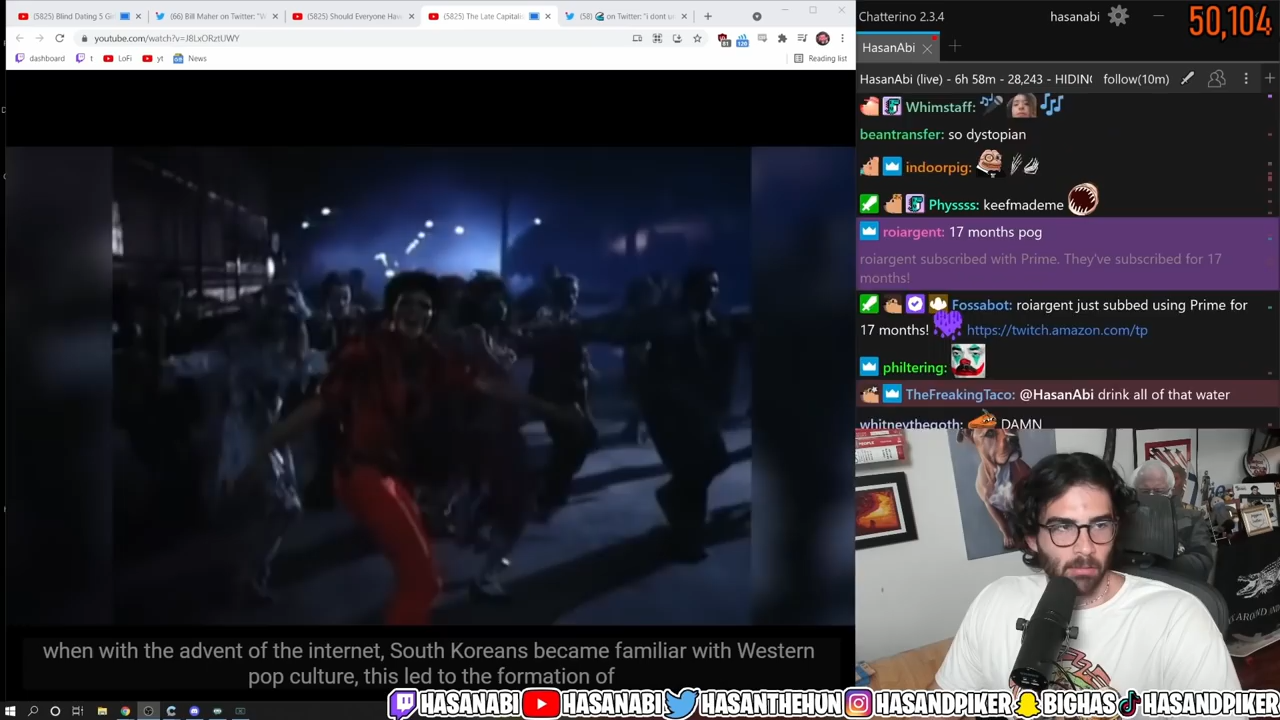 (5825) Blind Dating 5 Gi
(66) Bill Maher on Twitter: "V
(5825) Should Everyone Hav
(5825) The Late Capitali
(58) on Twitter: "i dont u
youtube.com/watch?v=J8LxORztUWY
dashboard
t
LoFi
yt
News
Reading list
when with the advent of the internet, South Koreans became familiar with Western
pop culture, this led to the formation of
Chatterino 2.3.4
hasanabi
50,104
HasanAbi
HasanAbi (live) - 6h 58m - 28,243 - HIDING
follow(10m)
Whimstaff:
beantransfer: so dystopian
indoorpig:
Physsss: keefmademe
roiargent: 17 months pog
roiargent subscribed with Prime. They've subscribed for 17
months!
Fossabot: roiargent just subbed using Prime for
17 months! https://twitch.amazon.com/tp
philtering:
TheFreakingTaco: @HasanAbi drink all of that water
whitneythegoth: DAMN
HASANABI
HASANABI
HASANTHEHUN
HASANDPIKER
BIGHAS
HASANDPIKER